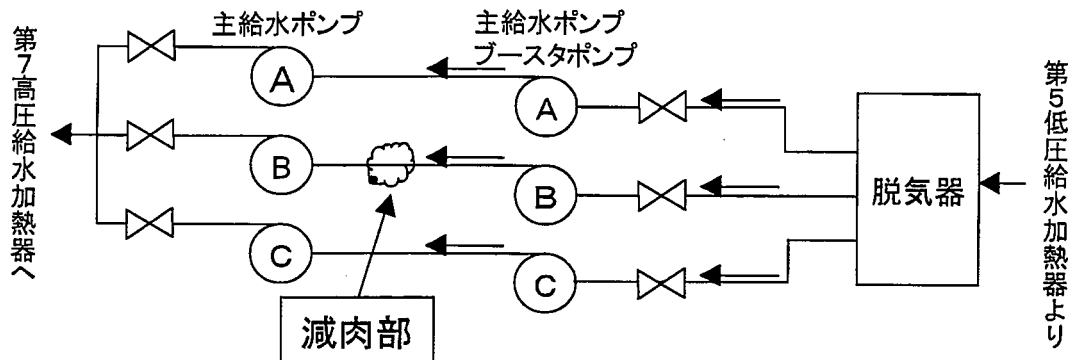 第7高圧給水加熱器へ
主給水ポンプ
A
B
C
減肉部
主給水ポンプ
ブースタポンプ
A
B
C
脱気器
第5低圧給水加熱器より